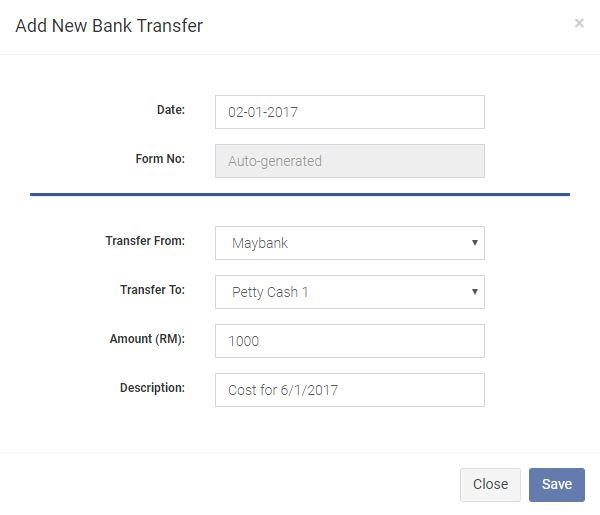 Add New Bank Transfer ×
Date: 02-01-2017
Form No: Auto-generated
Transfer From: Maybank
Transfer To: Petty Cash 1
Amount (RM): 1000
Description: Cost for 6/1/2017
Close Save